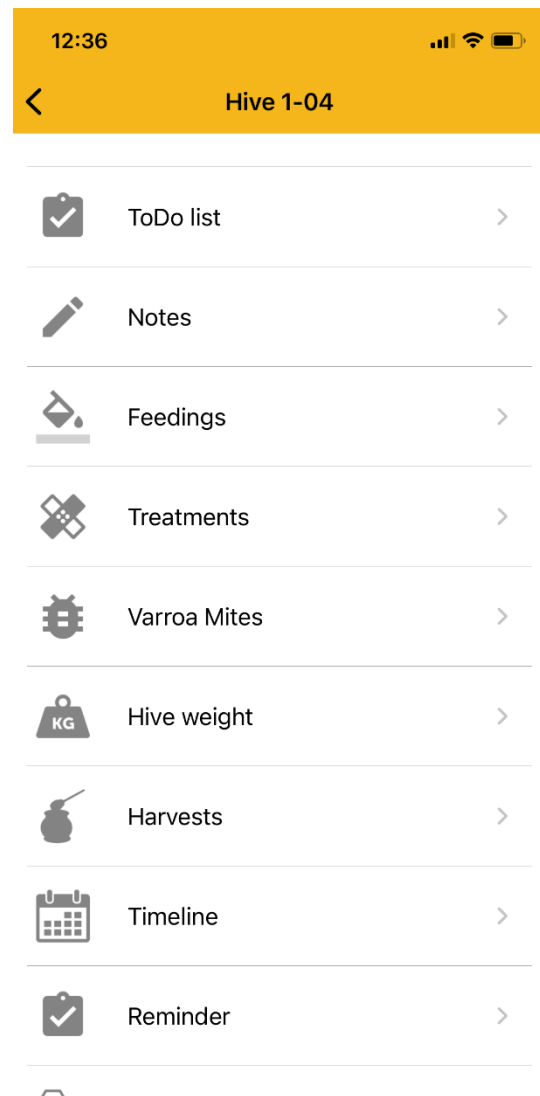 12:36
Hive 1-04
ToDo list
Notes
Feedings
Treatments
Varroa Mites
KG
Hive weight
Harvests
Timeline
Reminder